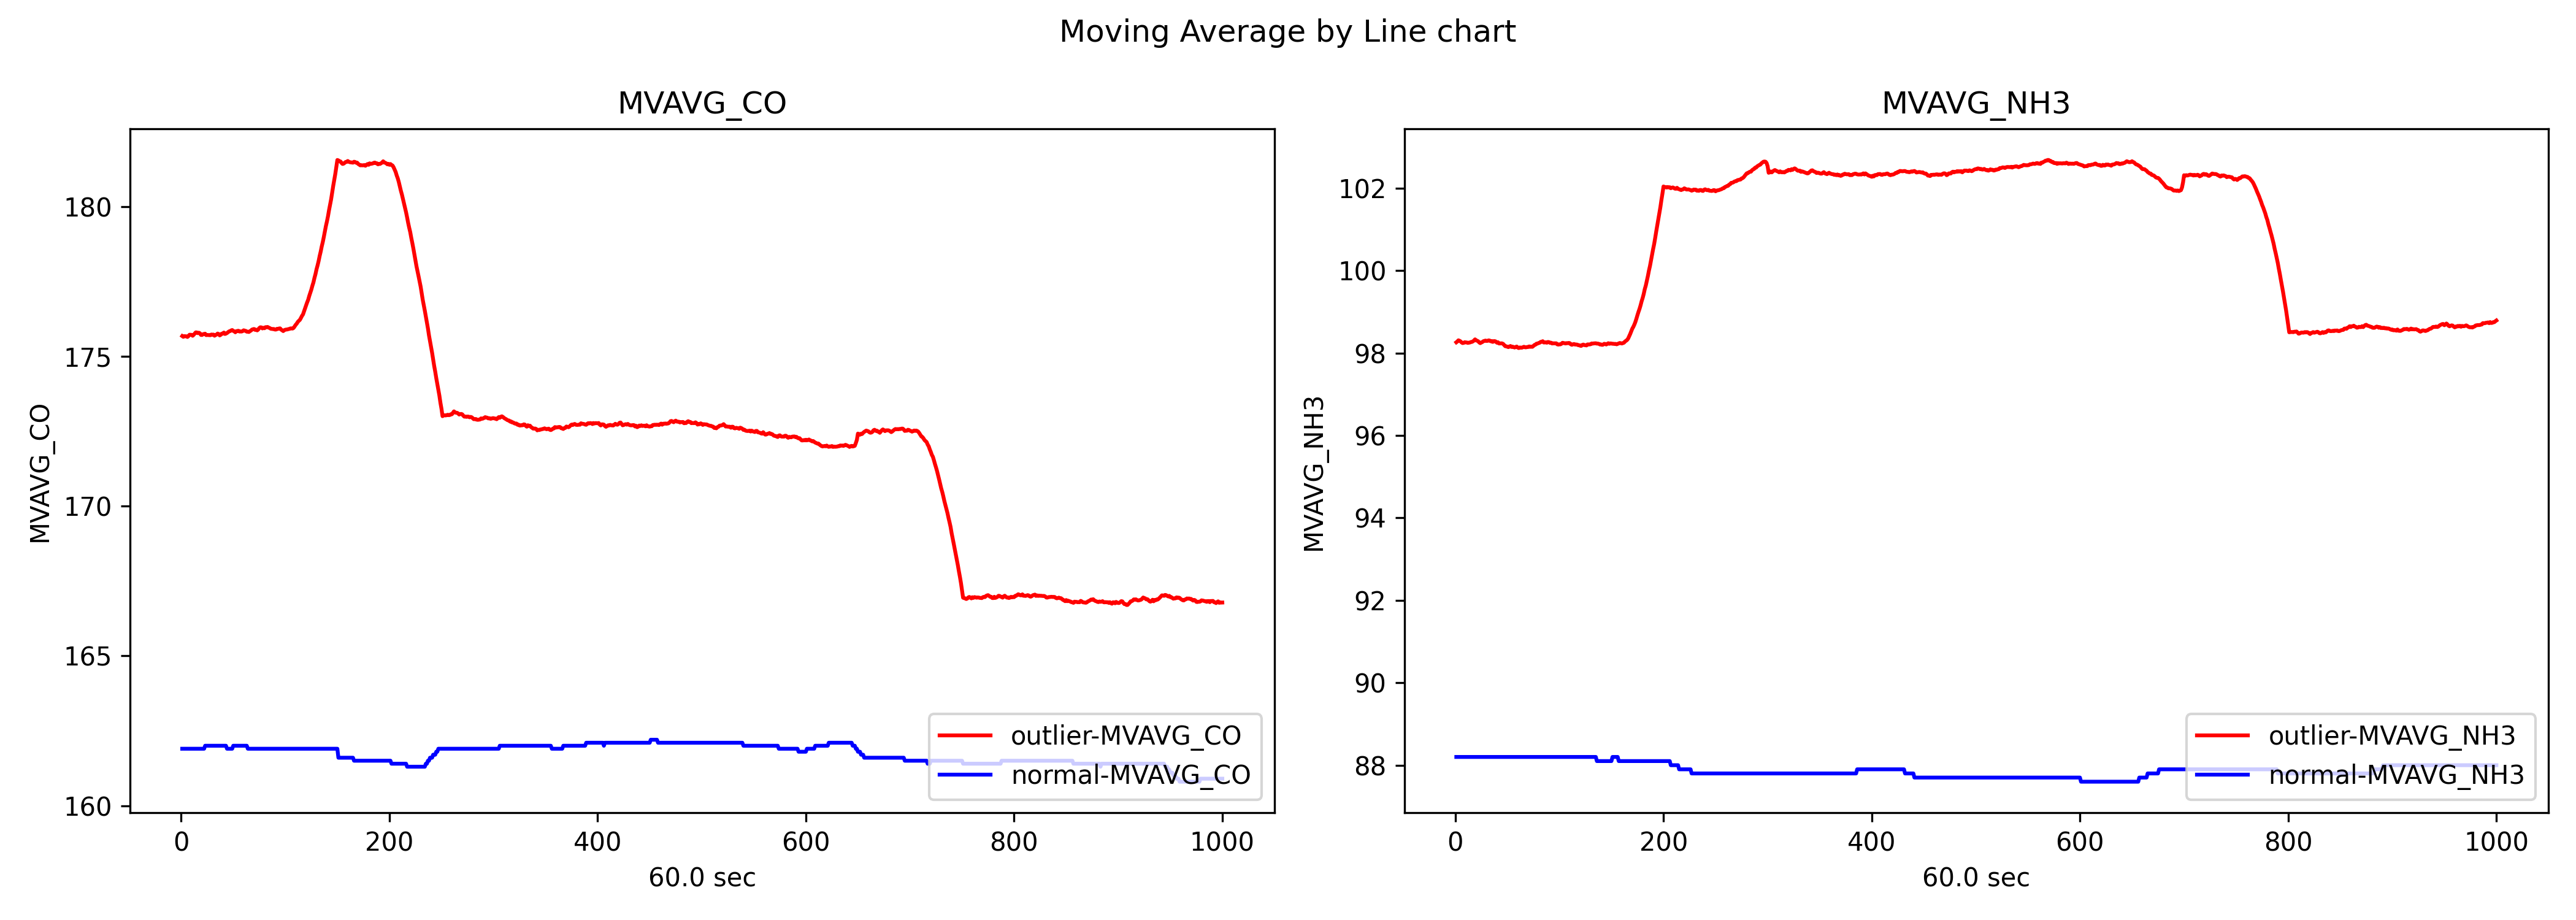 Moving Average by Line chart
MVAVG_CO
MVAVG_CO
180
175
170
165
160
0 200 400 600 800 1000
60.0 sec
outlier-MVAVG_CO
normal-MVAVG_CO
MVAVG_NH3
MVAVG_NH3
102
100
98
96
94
92
90
88
0 200 400 600 800 1000
60.0 sec
outlier-MVAVG_NH3
normal-MVAVG_NH3